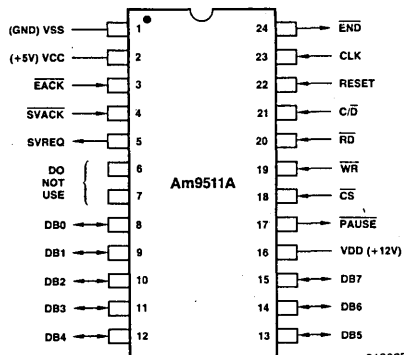 (GND) VSS 1 24 END
(+5V) VCC 2 23 CLK
EACK 3 22 RESET
SVACK 4 21 C/D
SVREQ 5 20 RD
DO NOT USE
6 19 WR
7 18 CS
Am9511A
DB0 8 17 PAUSE
DB1 9 16 VDD (+12V)
DB2 10 15 DB7
DB3 11 14 DB6
DB4 12 13 DB5